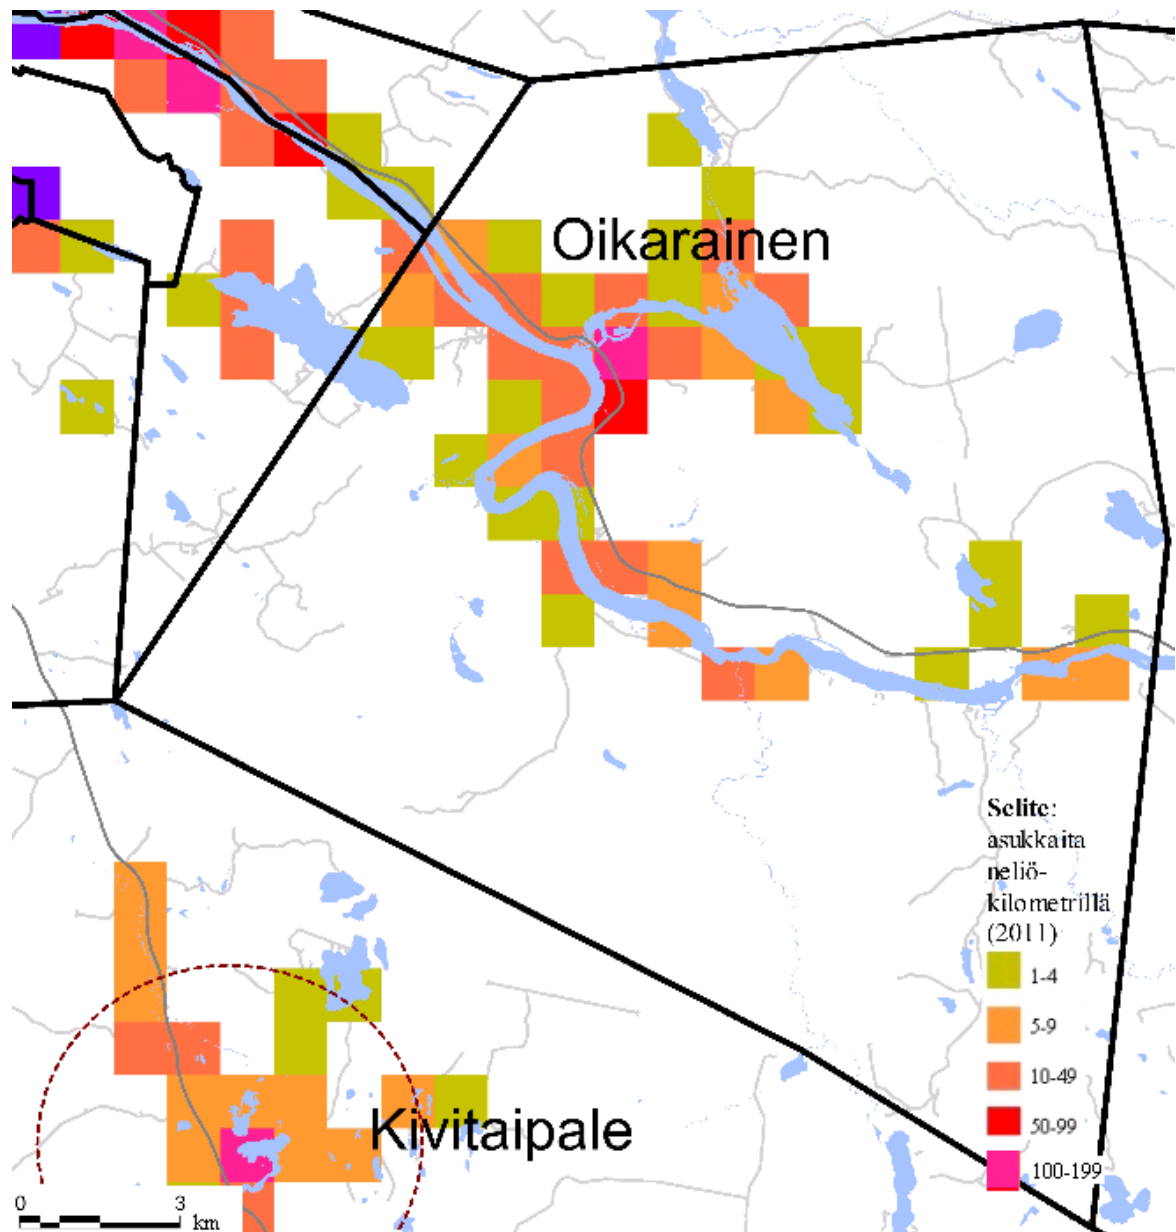 Oikarainen
Selite:
asukkaita
neliö-
kilometrillä
(2011)
1-4
5-9
10-49
50-99
100-199
Kivitaipale
0 3
km